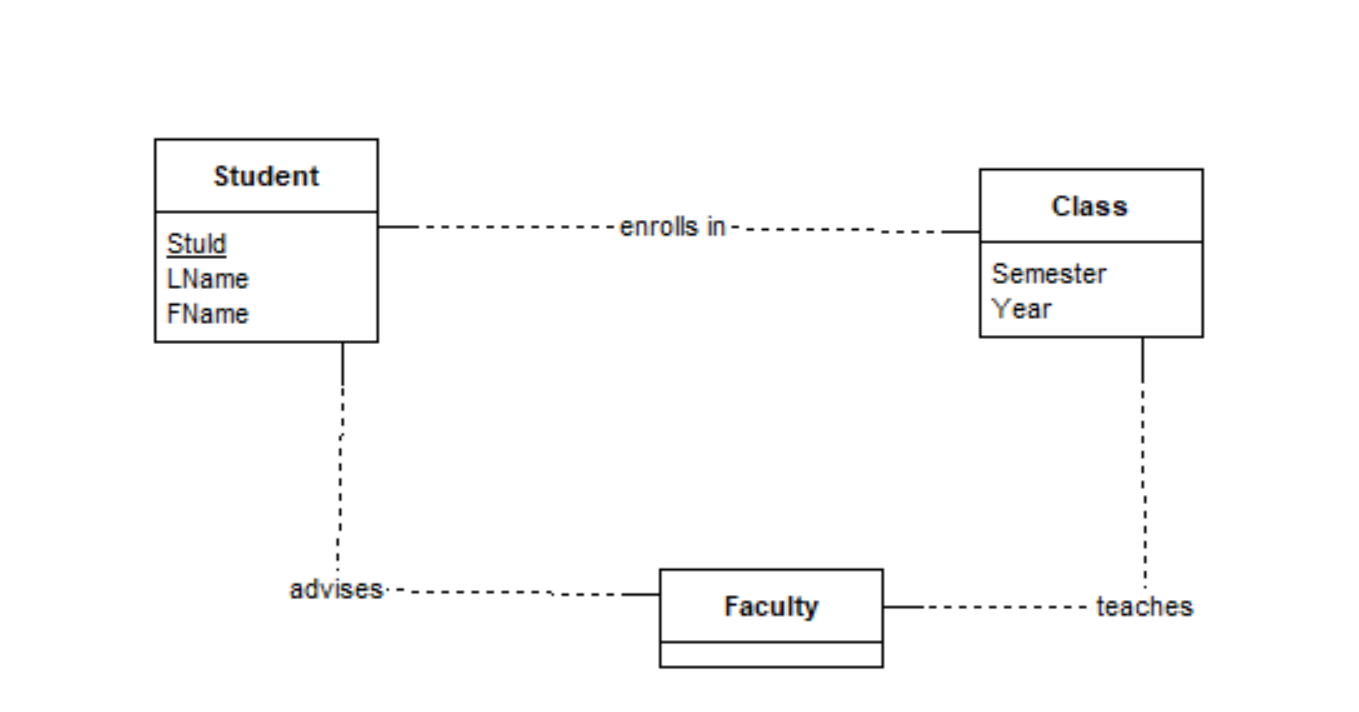 Student
StuId
LName
FName
enrolls in
Class
Semester
Year
advises
Faculty
teaches